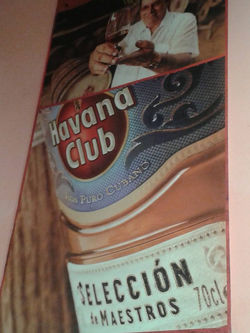 Havana
Club
RON PURO CUBANO
SELECCIÓN
de MAESTROS
70cl